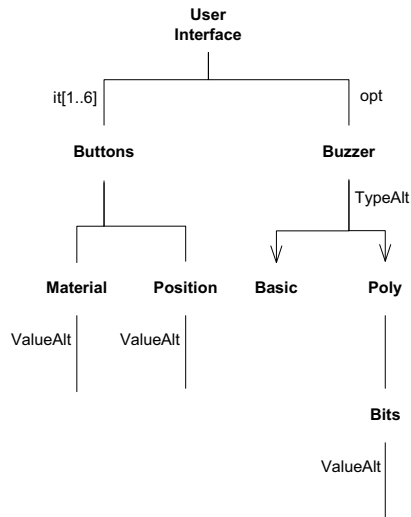 User
Interface
it[1..6]
opt
Buttons
Buzzer
TypeAlt
Material
Position
Basic
Poly
ValueAlt
ValueAlt
Bits
ValueAlt